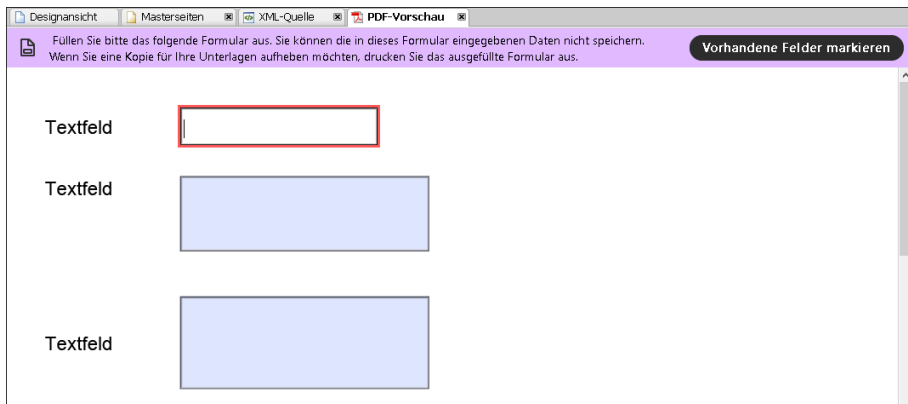 Designansicht Masterseiten XML-Quelle PDF-Vorschau
Füllen Sie bitte das folgende Formular aus. Sie können die in dieses Formular eingegebenen Daten nicht speichern.
Wenn Sie eine Kopie für Ihre Unterlagen aufheben möchten, drucken Sie das ausgefüllte Formular aus.
Vorhandene Felder markieren
Textfeld
Textfeld
Textfeld